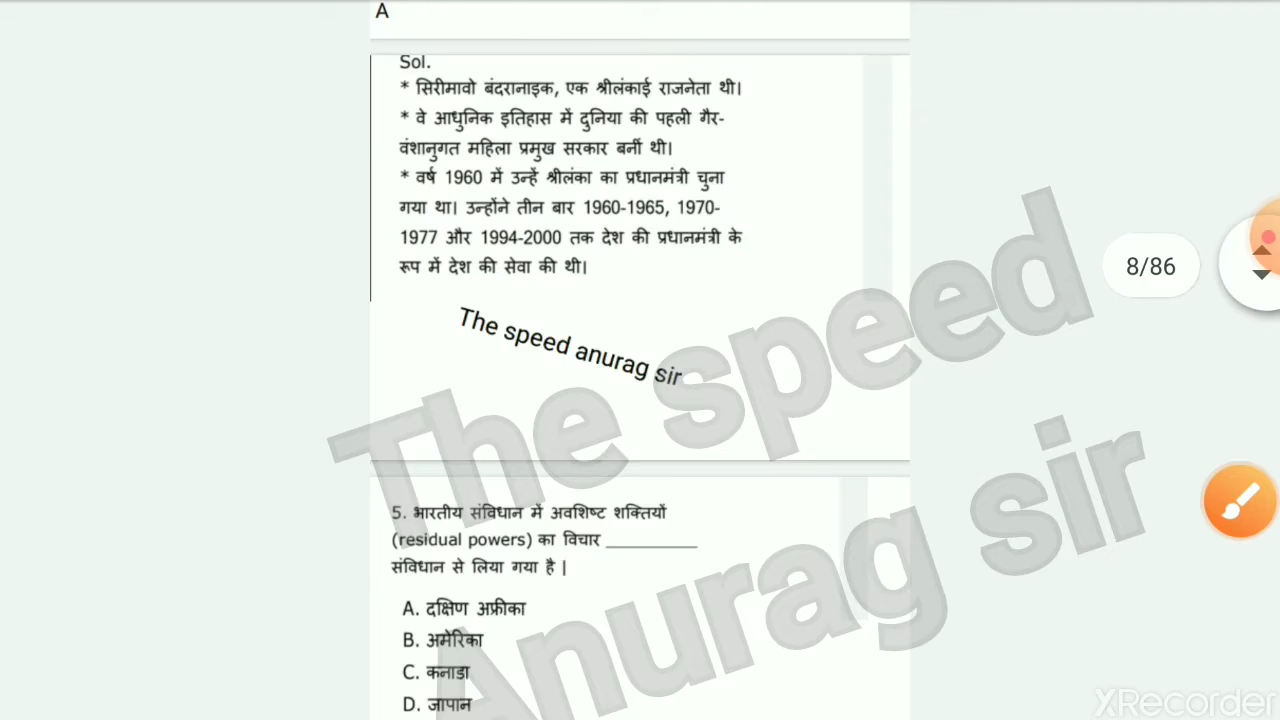 A
Sol.
* सिरीमावो बंदरानाइक, एक श्रीलंकाई राजनेता थी।
* वे आधुनिक इतिहास में दुनिया की पहली गैर-
वंशानुगत महिला प्रमुख सरकार बनीं थी।
* वर्ष 1960 में उन्हें श्रीलंका का प्रधानमंत्री चुना
गया था। उन्होंने तीन बार 1960-1965, 1970-
1977 और 1994-2000 तक देश की प्रधानमंत्री के
रूप में देश की सेवा की थी।
8/86
The speed anurag sir
The speed
Anurag sir
5. भारतीय संविधान में अवशिष्ट शक्तियों
(residual powers) का विचार __________
संविधान से लिया गया है |
A. दक्षिण अफ्रीका
B. अमेरिका
C. कनाडा
D. जापान
XRecorder